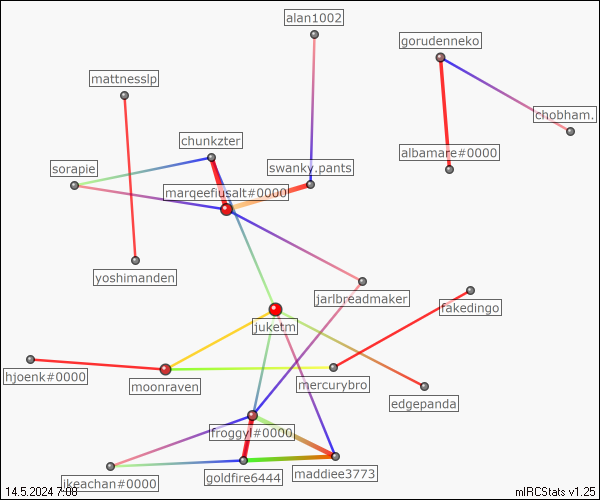 alan1002
gorudenneko
mattnesslp
chobham.
chunkzter
albamare#0000
sorapie
swanky.pants
marqeefiusalt#0000
yoshimanden
jarlbreadmaker
fakedingo
juketm
hjoenk#0000
moonraven
mercurybro
edgepanda
froggyl#0000
goldfire6444
maddiee3773
ikeachan#0000
14.5.2024 7:08
mIRCStats v1.25